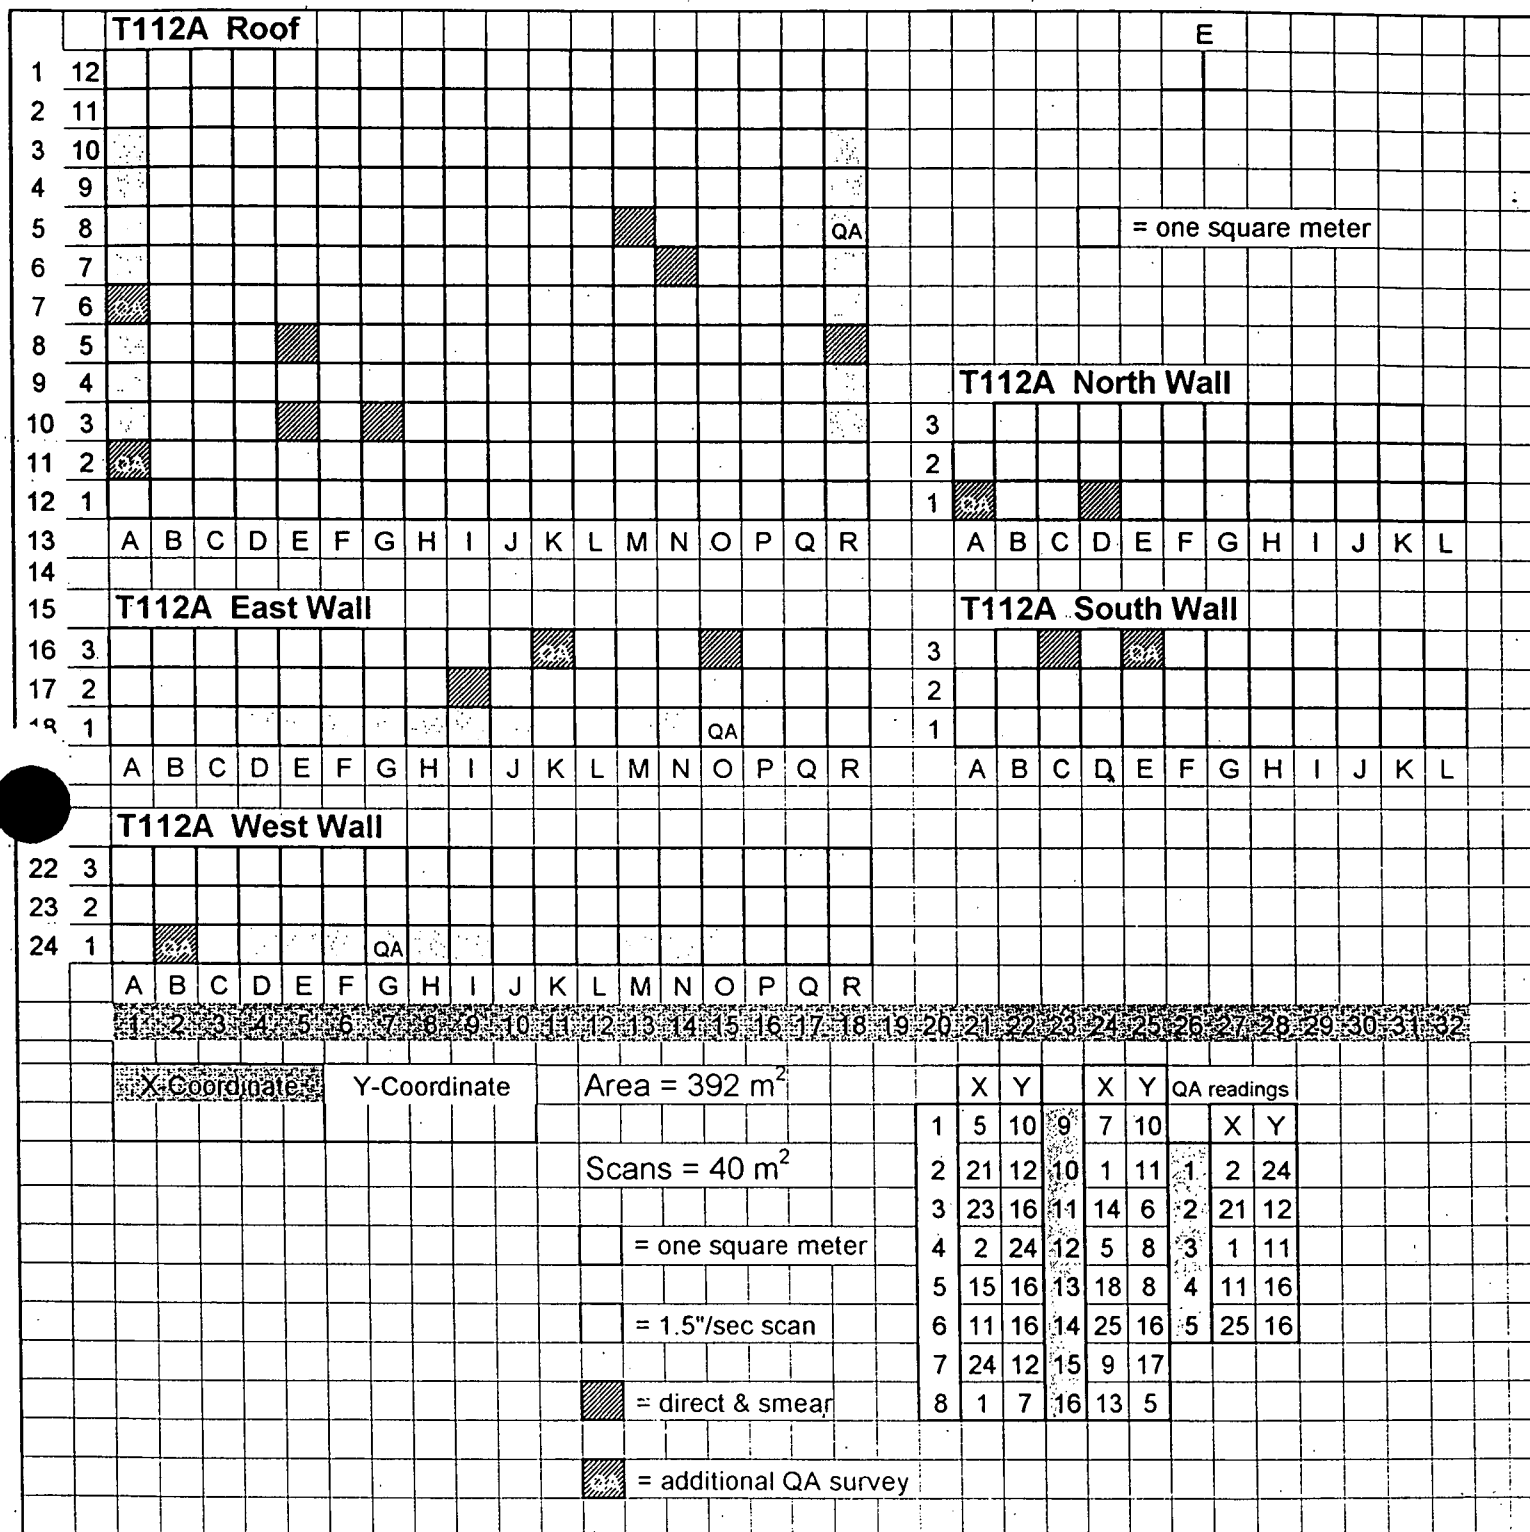 T112A Roof E
1 12
2 11
3 10
4 9
5 8 QA = one square meter
6 7
7 6 QA
8 5
9 4 T112A North Wall
10 3 3
11 2 QA 2
12 1 1 QA
13 A B C D E F G H I J K L M N O P Q R A B C D E F G H I J K L
14
15 T112A East Wall T112A South Wall
16 3 QA 3 QA
17 2 2
18 1 QA 1
A B C D E F G H I J K L M N O P Q R A B C D E F G H I J K L
T112A West Wall
22 3
23 2
24 1 QA QA
A B C D E F G H I J K L M N O P Q R
1 2 3 4 5 6 7 8 9 10 11 12 13 14 15 16 17 18 19 20 21 22 23 24 25 26 27 28 29 30 31 32
X-Coordinate Y-Coordinate Area = 392 m² X Y X Y QA readings
1 5 10 9 7 10 X Y
Scans = 40 m² 2 21 12 10 1 11 1 2 24
3 23 16 11 14 6 2 21 12
= one square meter 4 2 24 12 5 8 3 1 11
5 15 16 13 18 8 4 11 16
= 1.5"/sec scan 6 11 16 14 25 16 5 25 16
7 24 12 15 9 17
= direct & smear 8 1 7 16 13 5
QA = additional QA survey